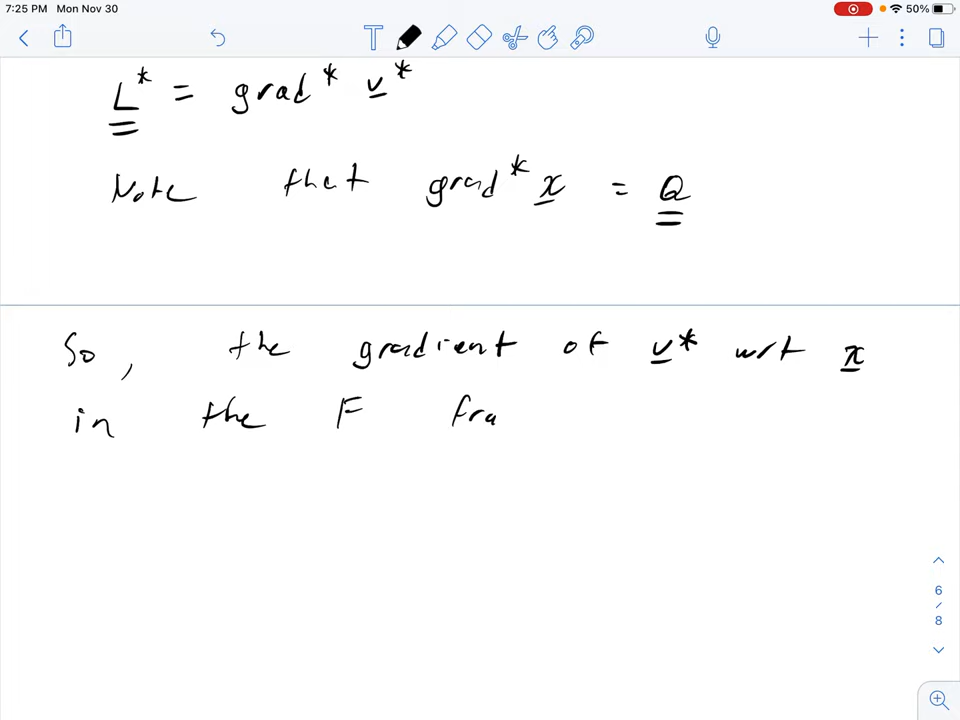 7:25 PM Mon Nov 30 50%
L* = grad* v*
Note that grad* x = Q
So, the gradient of v* wrt x
in the F fra
6
/
8